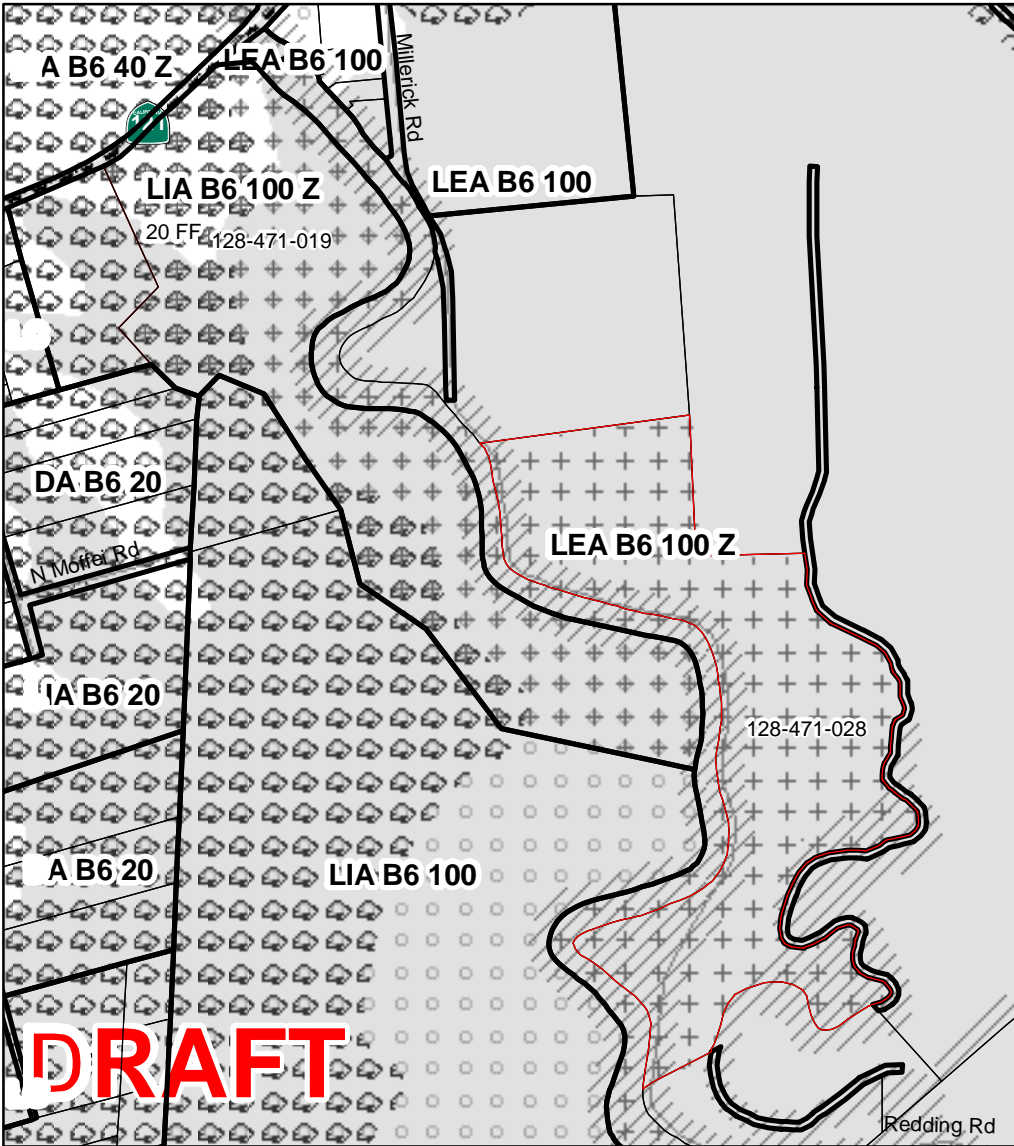 A B6 40 Z
LEA B6 100
Millerick Rd
CALIFORNIA
LIA B6 100 Z
LEA B6 100
20 FF
128-471-019
DA B6 20
LEA B6 100 Z
N Moffei Rd
IA B6 20
128-471-028
A B6 20
LIA B6 100
DRAFT
Redding Rd